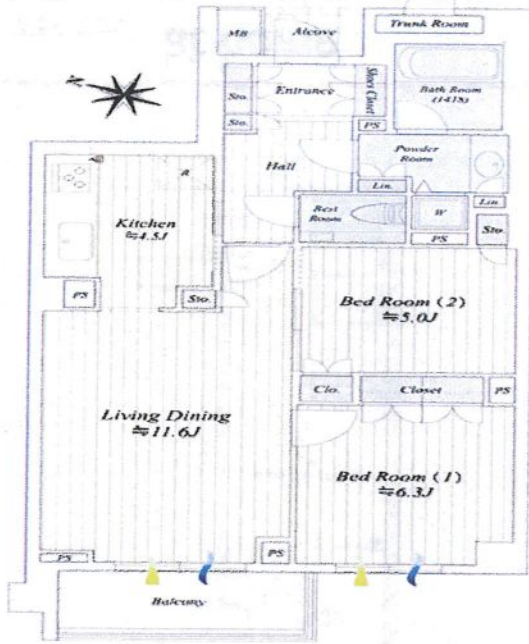 MB
Alcove
Trunk Room
Sto.
Entrance
Shoes Closet
Bath Room
(1418)
Sto.
PS
Hall
Powder
Room
Lin.
Kitchen
≒4.5J
R
Rest
Room
W
Lin.
PS
Sto.
PS
Sto.
Bed Room (2)
≒5.0J
Clo.
Closet
PS
Living Dining
≒11.6J
Bed Room (1)
≒6.3J
PS
PS
Balcony